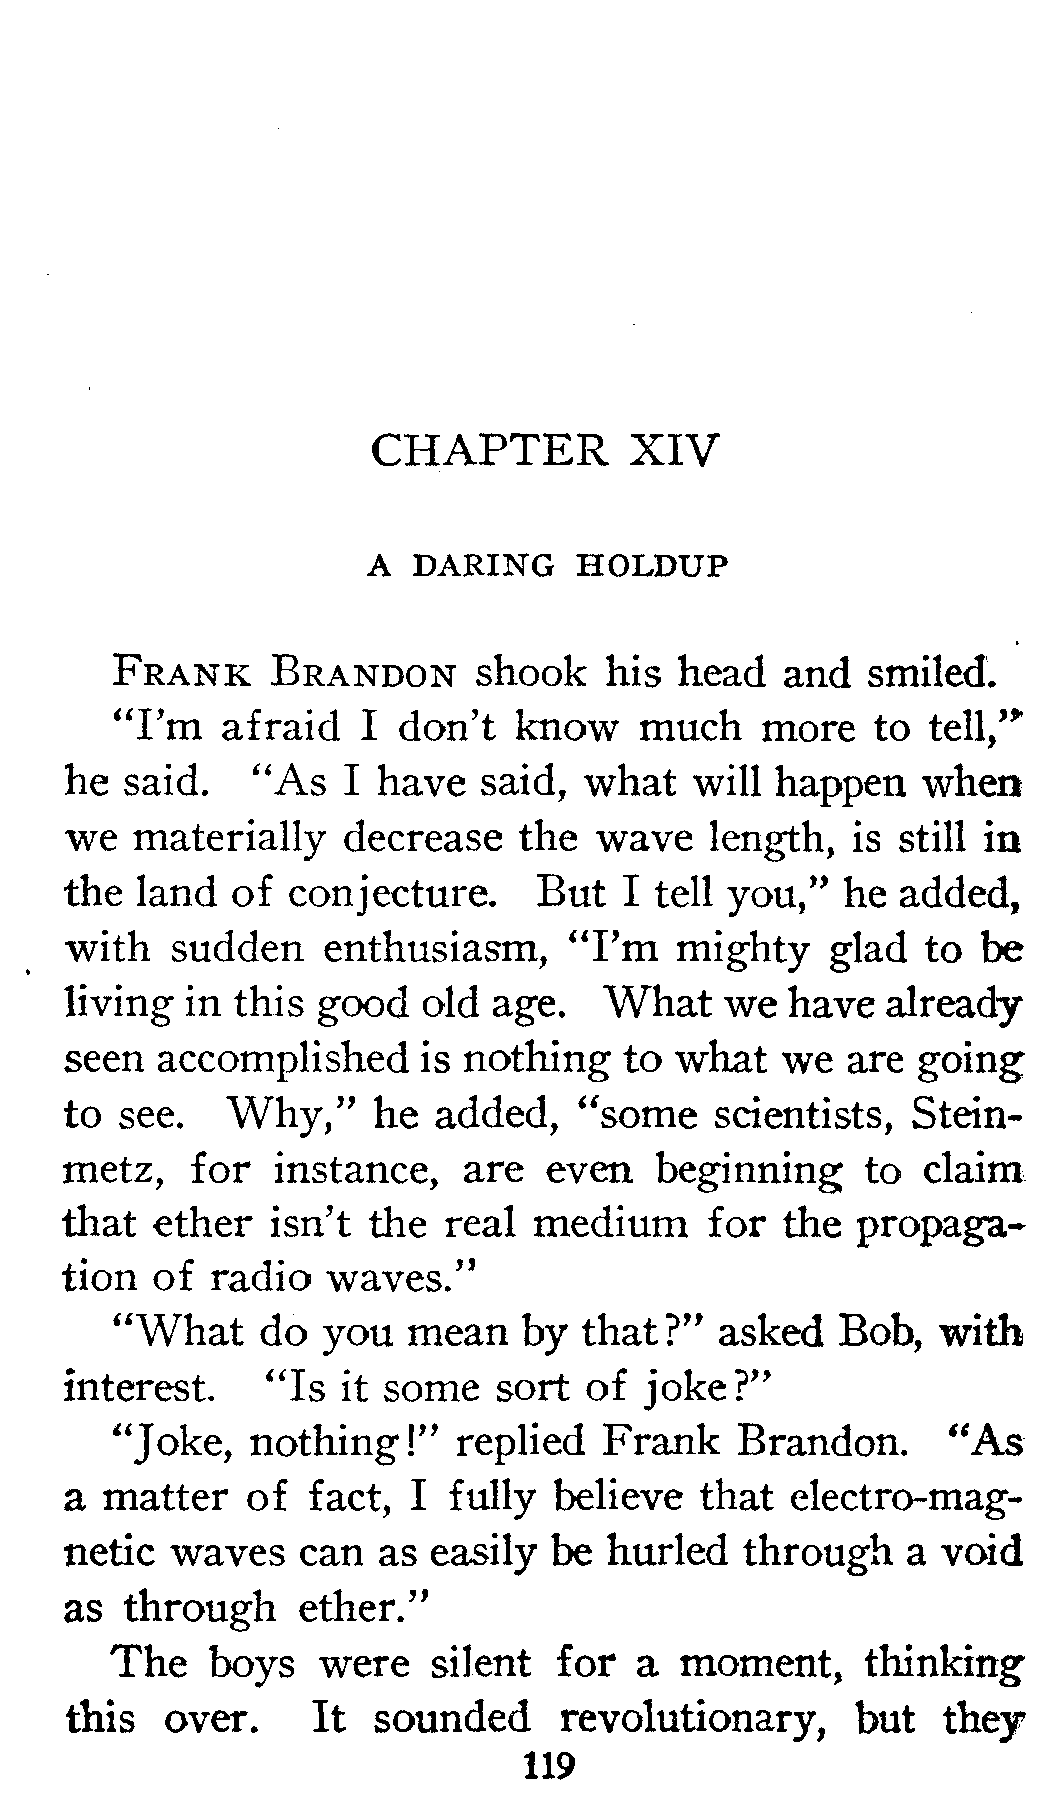 CHAPTER XIV
A DARING HOLDUP
FRANK BRANDON shook his head and smiled.
“I’m afraid I don’t know much more to tell,”
he said. “As I have said, what will happen when
we materially decrease the wave length, is still in
the land of conjecture. But I tell you,” he added,
with sudden enthusiasm, “I’m mighty glad to be
living in this good old age. What we have already
seen accomplished is nothing to what we are going
to see. Why,” he added, “some scientists, Stein-
metz, for instance, are even beginning to claim
that ether isn’t the real medium for the propaga-
tion of radio waves.”
“What do you mean by that?” asked Bob, with
interest. “Is it some sort of joke?”
“Joke, nothing!” replied Frank Brandon. “As
a matter of fact, I fully believe that electro-mag-
netic waves can as easily be hurled through a void
as through ether.”
The boys were silent for a moment, thinking
this over. It sounded revolutionary, but they
119